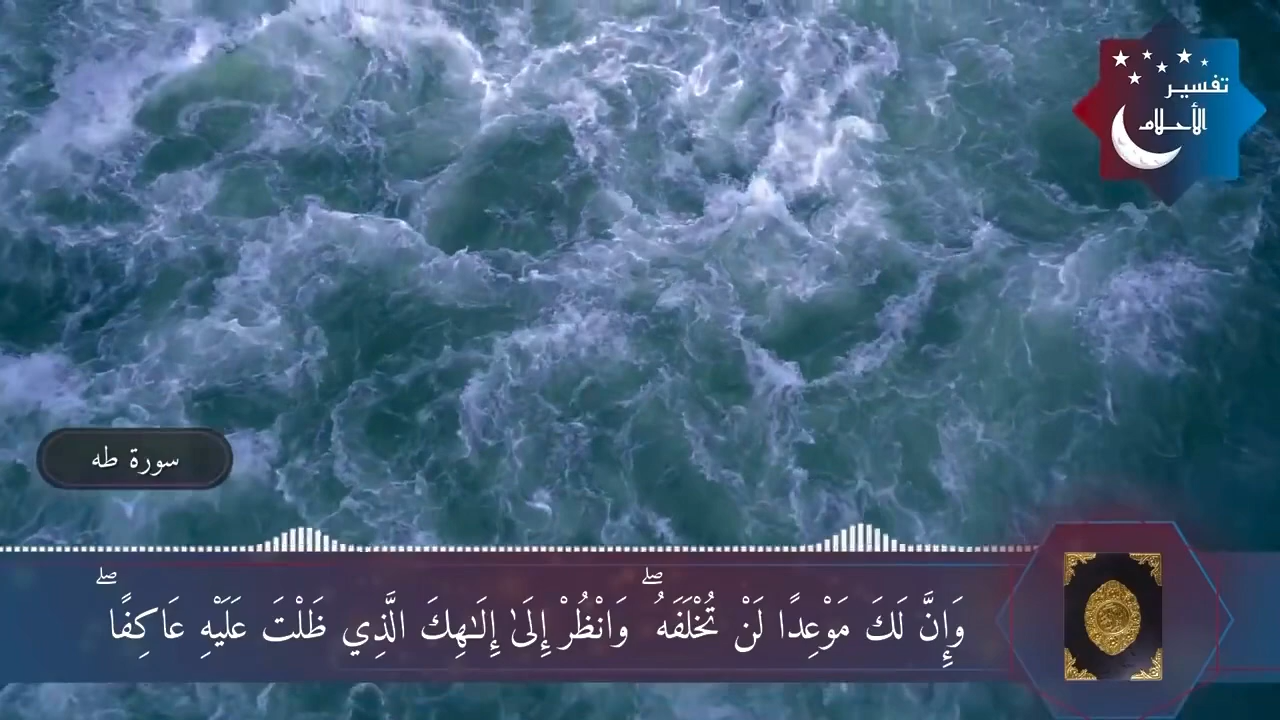 تفسير
الأحلام
سورة طه
وَإِنَّ لَكَ مَوْعِدًا لَنْ تُخْلَفَهُ ۖ وَانْظُرْ إِلَىٰ إِلَـٰهِكَ الَّذِي ظَلْتَ عَلَيْهِ عَاكِفًا ۖ